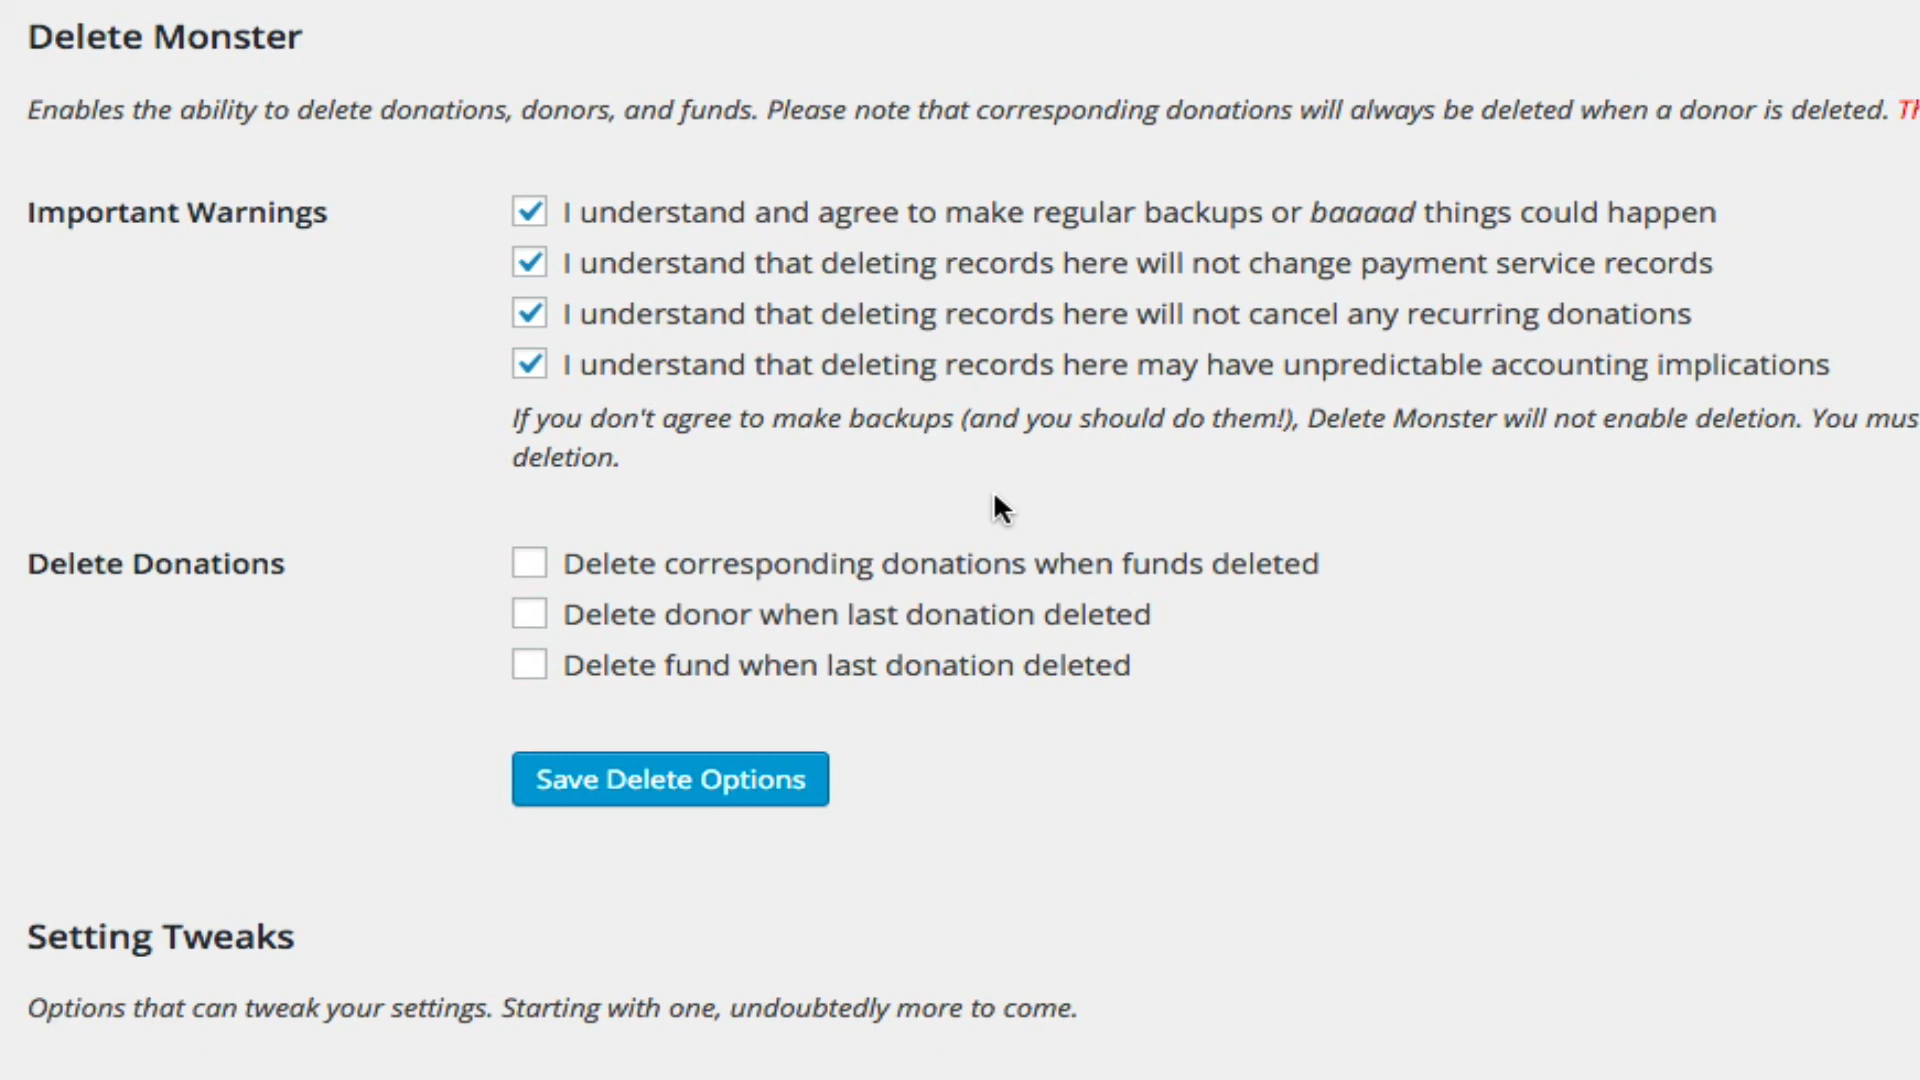 Delete Monster
Enables the ability to delete donations, donors, and funds. Please note that corresponding donations will always be deleted when a donor is deleted.
Important Warnings
I understand and agree to make regular backups or baaaad things could happen
I understand that deleting records here will not change payment service records
I understand that deleting records here will not cancel any recurring donations
I understand that deleting records here may have unpredictable accounting implications
If you don't agree to make backups (and you should do them!), Delete Monster will not enable deletion. You
deletion.
Delete Donations
Delete corresponding donations when funds deleted
Delete donor when last donation deleted
Delete fund when last donation deleted
Save Delete Options
Setting Tweaks
Options that can tweak your settings. Starting with one, undoubtedly more to come.